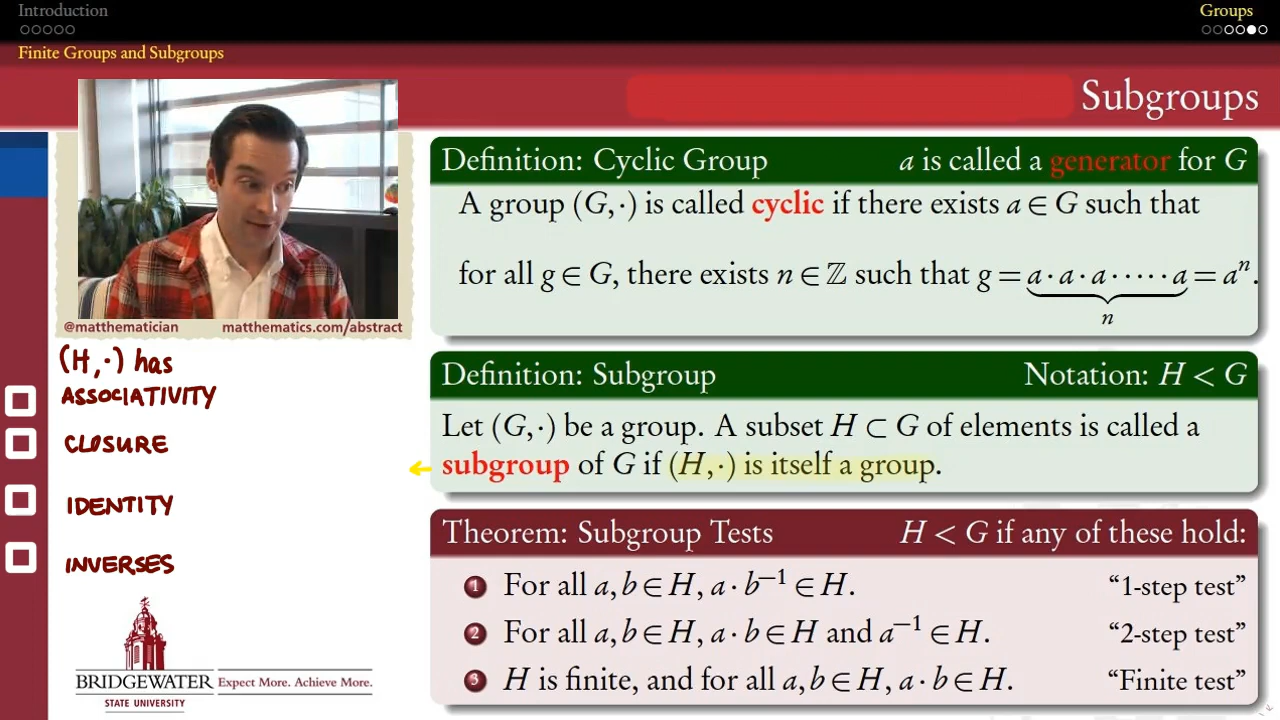 Introduction
Groups
Finite Groups and Subgroups
Subgroups
Definition: Cyclic Group a is called a generator for G
A group (G, ·) is called cyclic if there exists a ∈ G such that
for all g ∈ G, there exists n ∈ ℤ such that g = a · a · a · · · · · a = aⁿ.
n
@matthematician matthematics.com/abstract
(H, ·) has
ASSOCIATIVITY
CLOSURE
IDENTITY
INVERSES
Definition: Subgroup Notation: H < G
Let (G, ·) be a group. A subset H ⊂ G of elements is called a
subgroup of G if (H, ·) is itself a group.
Theorem: Subgroup Tests H < G if any of these hold:
1 For all a, b ∈ H, a · b⁻¹ ∈ H. “1-step test”
2 For all a, b ∈ H, a · b ∈ H and a⁻¹ ∈ H. “2-step test”
3 H is finite, and for all a, b ∈ H, a · b ∈ H. “Finite test”
BRIDGEWATER
STATE UNIVERSITY
Expect More. Achieve More.